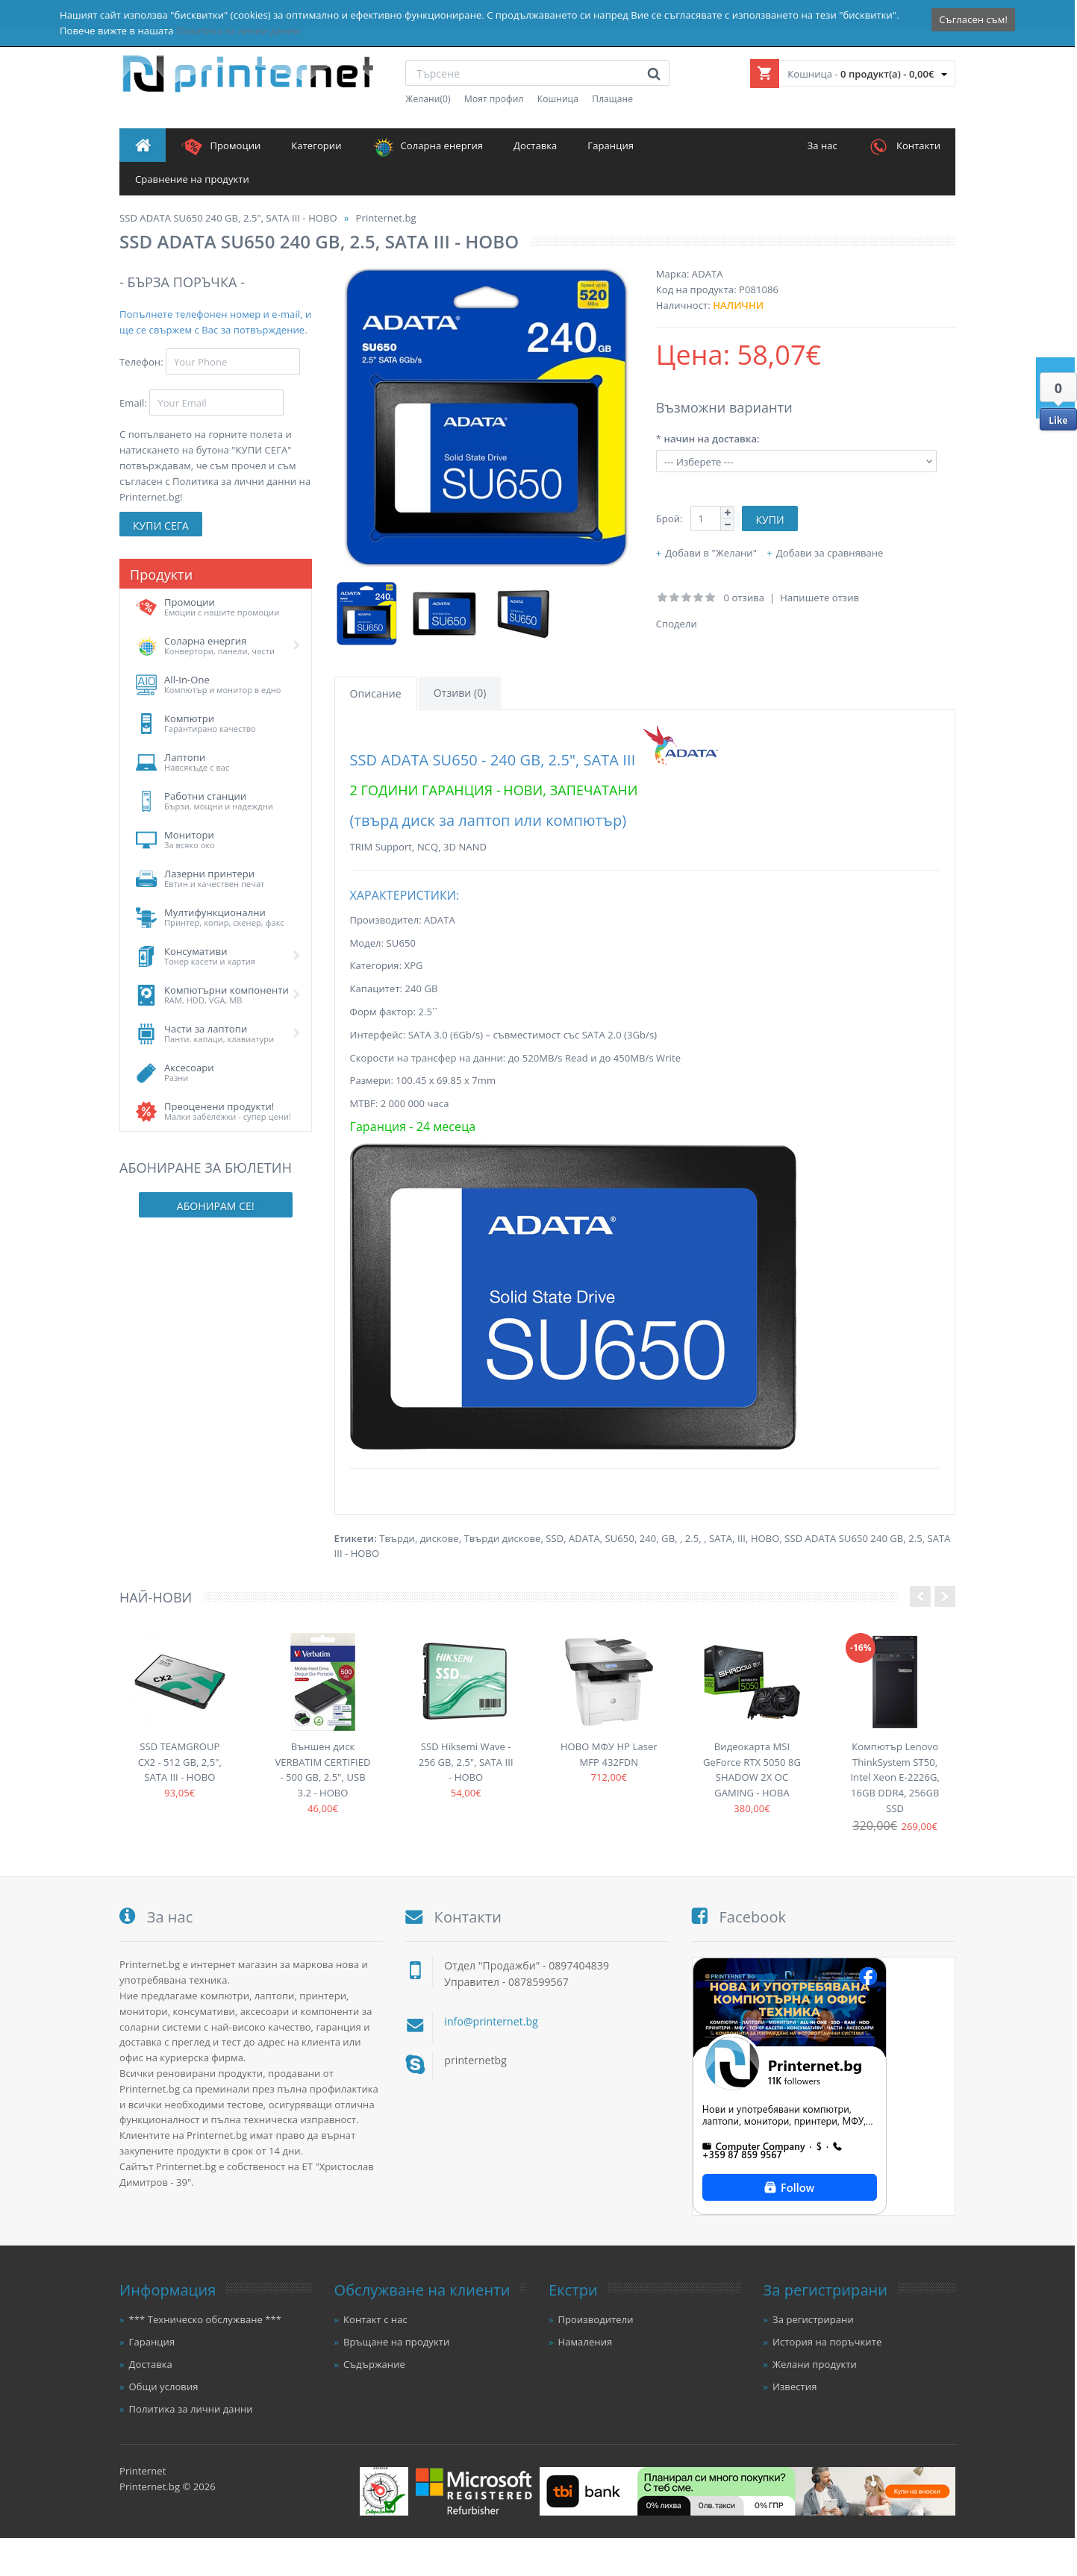 Нашият сайт използва "бисквитки" (cookies) за оптимално и ефективно функциониране. С продължаването си напред Вие се съгласявате с използването на тези "бисквитки".
Повече вижте в нашата
Съгласен съм!
printernet
Търсене
Кошница - 0 продукт(а) - 0,00€
Желани(0) Моят профил Кошница Плащане
Промоции Категории Соларна енергия Доставка Гаранция За нас Контакти
Сравнение на продукти
SSD ADATA SU650 240 GB, 2.5", SATA III - НОВО » Printernet.bg
SSD ADATA SU650 240 GB, 2.5, SATA III - НОВО
- БЪРЗА ПОРЪЧКА -
Попълнете телефонен номер и e-mail, и
ще се свържем с Вас за потвърждение.
Телефон: Your Phone
Email: Your Email
С попълването на горните полета и
натискането на бутона "КУПИ СЕГА"
потвърждавам, че съм прочел и съм
съгласен с Политика за лични данни на
Printernet.bg!
КУПИ СЕГА
Продукти
Промоции
Емоции с нашите промоции
Соларна енергия
Конвертори, панели, части
All-In-One
Компютър и монитор в едно
Компютри
Гарантирано качество
Лаптопи
Навсякъде с вас
Работни станции
Бързи, мощни и надеждни
Монитори
За всяко око
Лазерни принтери
Евтин и качествен печат
Мултифункционални
Принтер, копир, скенер, факс
Консумативи
Тонер касети и хартия
Компютърни компоненти
RAM, HDD, VGA, MB
Части за лаптопи
Панти. капаци, клавиатури
Аксесоари
Разни
Преоценени продукти!
Малки забележки - супер цени!
АБОНИРАНЕ ЗА БЮЛЕТИН
АБОНИРАМ СЕ!
Speed up to
520
MB/s
ADATA
240GB
SU650
2.5" SATA 6Gb/s
ADATA
Solid State Drive
SU650
Марка: ADATA
Код на продукта: P081086
Наличност: НАЛИЧНИ
Цена: 58,07€
Възможни варианти
* начин на доставка:
--- Изберете ---
Брой: 1 КУПИ
+ Добави в "Желани" + Добави за сравняване
0 отзива | Напишете отзив
Сподели
0
Like
Описание Отзиви (0)
SSD ADATA SU650 - 240 GB, 2.5", SATA III ADATA
2 ГОДИНИ ГАРАНЦИЯ - НОВИ, ЗАПЕЧАТАНИ
(твърд диск за лаптоп или компютър)
TRIM Support, NCQ, 3D NAND
ХАРАКТЕРИСТИКИ:
Производител: ADATA
Модел: SU650
Категория: XPG
Капацитет: 240 GB
Форм фактор: 2.5``
Интерфейс: SATA 3.0 (6Gb/s) – съвместимост със SATA 2.0 (3Gb/s)
Скорости на трансфер на данни: до 520MB/s Read и до 450MB/s Write
Размери: 100.45 x 69.85 x 7mm
MTBF: 2 000 000 часа
Гаранция - 24 месеца
ADATA
Solid State Drive
SU650
Етикети: Твърди, дискове, Твърди дискове, SSD, ADATA, SU650, 240, GB, , 2.5, , SATA, III, НОВО, SSD ADATA SU650 240 GB, 2.5, SATA
III - НОВО
НАЙ-НОВИ
SSD TEAMGROUP
CX2 - 512 GB, 2,5",
SATA III - НОВО
93,05€
Външен диск
VERBATIM CERTIFIED
- 500 GB, 2.5", USB
3.2 - НОВО
46,00€
SSD Hiksemi Wave -
256 GB, 2.5", SATA III
- НОВО
54,00€
НОВО МФУ HP Laser
MFP 432FDN
712,00€
Видеокарта MSI
GeForce RTX 5050 8G
SHADOW 2X OC
GAMING - НОВА
380,00€
-16%
Компютър Lenovo
ThinkSystem ST50,
Intel Xeon E-2226G,
16GB DDR4, 256GB
SSD
320,00€ 269,00€
За нас
Printernet.bg е интернет магазин за маркова нова и
употребявана техника.
Ние предлагаме компютри, лаптопи, принтери,
монитори, консумативи, аксесоари и компоненти за
соларни системи с най-високо качество, гаранция и
доставка с преглед и тест до адрес на клиента или
офис на куриерска фирма.
Всички реновирани продукти, продавани от
Printernet.bg са преминали през пълна профилактика
и всички необходими тестове, осигуряващи отлична
функционалност и пълна техническа изправност.
Клиентите на Printernet.bg имат право да върнат
закупените продукти в срок от 14 дни.
Сайтът Printernet.bg е собственост на ЕТ "Христослав
Димитров - 39".
Контакти
Отдел "Продажби" - 0897404839
Управител - 0878599567
info@printernet.bg
printernetbg
Facebook
НОВА И УПОТРЕБЯВАНА
КОМПЮТЪРНА И ОФИС
ТЕХНИКА
Printernet.bg
11K followers
Нови и употребявани компютри,
лаптопи, монитори, принтери, МФУ,...
Computer Company · $ ·
+359 87 859 9567
Follow
Информация
» *** Техническо обслужване ***
» Гаранция
» Доставка
» Общи условия
» Политика за лични данни
Обслужване на клиенти
» Контакт с нас
» Връщане на продукти
» Съдържание
Екстри
» Производители
» Намаления
За регистрирани
» За регистрирани
» История на поръчките
» Желани продукти
» Известия
Printernet
Printernet.bg © 2026
Microsoft
REGISTERED
Refurbisher
tbi bank
Планирал си много покупки?
С теб сме.
0% лихва 0лв. такси 0% ГПР
Купи на вноски